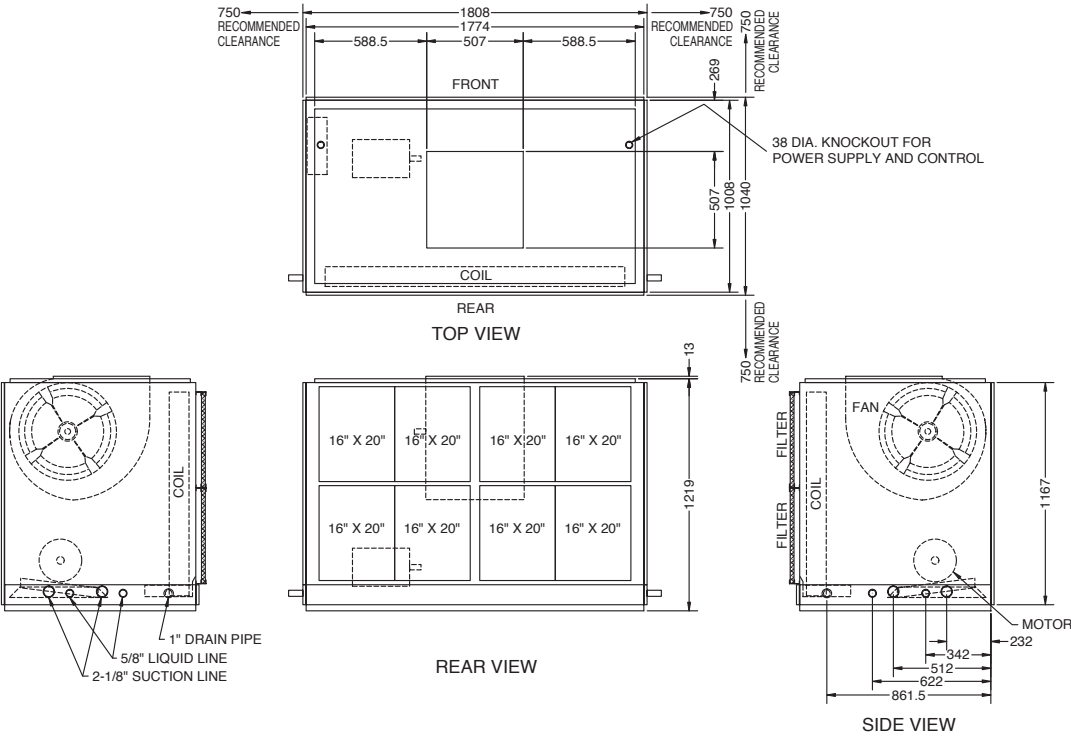 750
RECOMMENDED
CLEARANCE
1808
1774
588.5
507
588.5
750
RECOMMENDED
CLEARANCE
750
RECOMMENDED
CLEARANCE
269
FRONT
38 DIA. KNOCKOUT FOR
POWER SUPPLY AND CONTROL
507
1008
1040
COIL
REAR
TOP VIEW
750
RECOMMENDED
CLEARANCE
13
COIL
1" DRAIN PIPE
5/8" LIQUID LINE
2-1/8" SUCTION LINE
16" X 20"
16" X 20"
16" X 20"
16" X 20"
16" X 20"
16" X 20"
16" X 20"
16" X 20"
1219
REAR VIEW
FAN
FILTER
FILTER
COIL
1167
MOTOR
232
342
512
622
861.5
SIDE VIEW